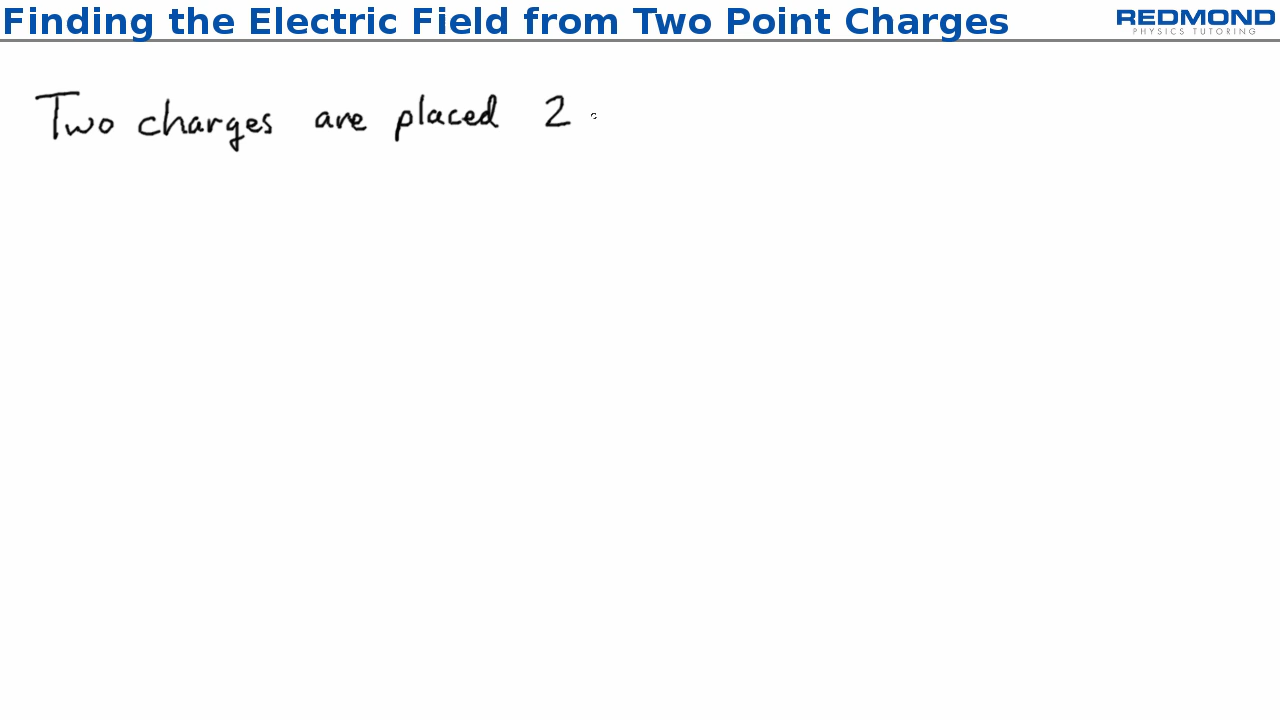 Finding the Electric Field from Two Point Charges
REDMOND
PHYSICS TUTORING
Two charges are placed 2